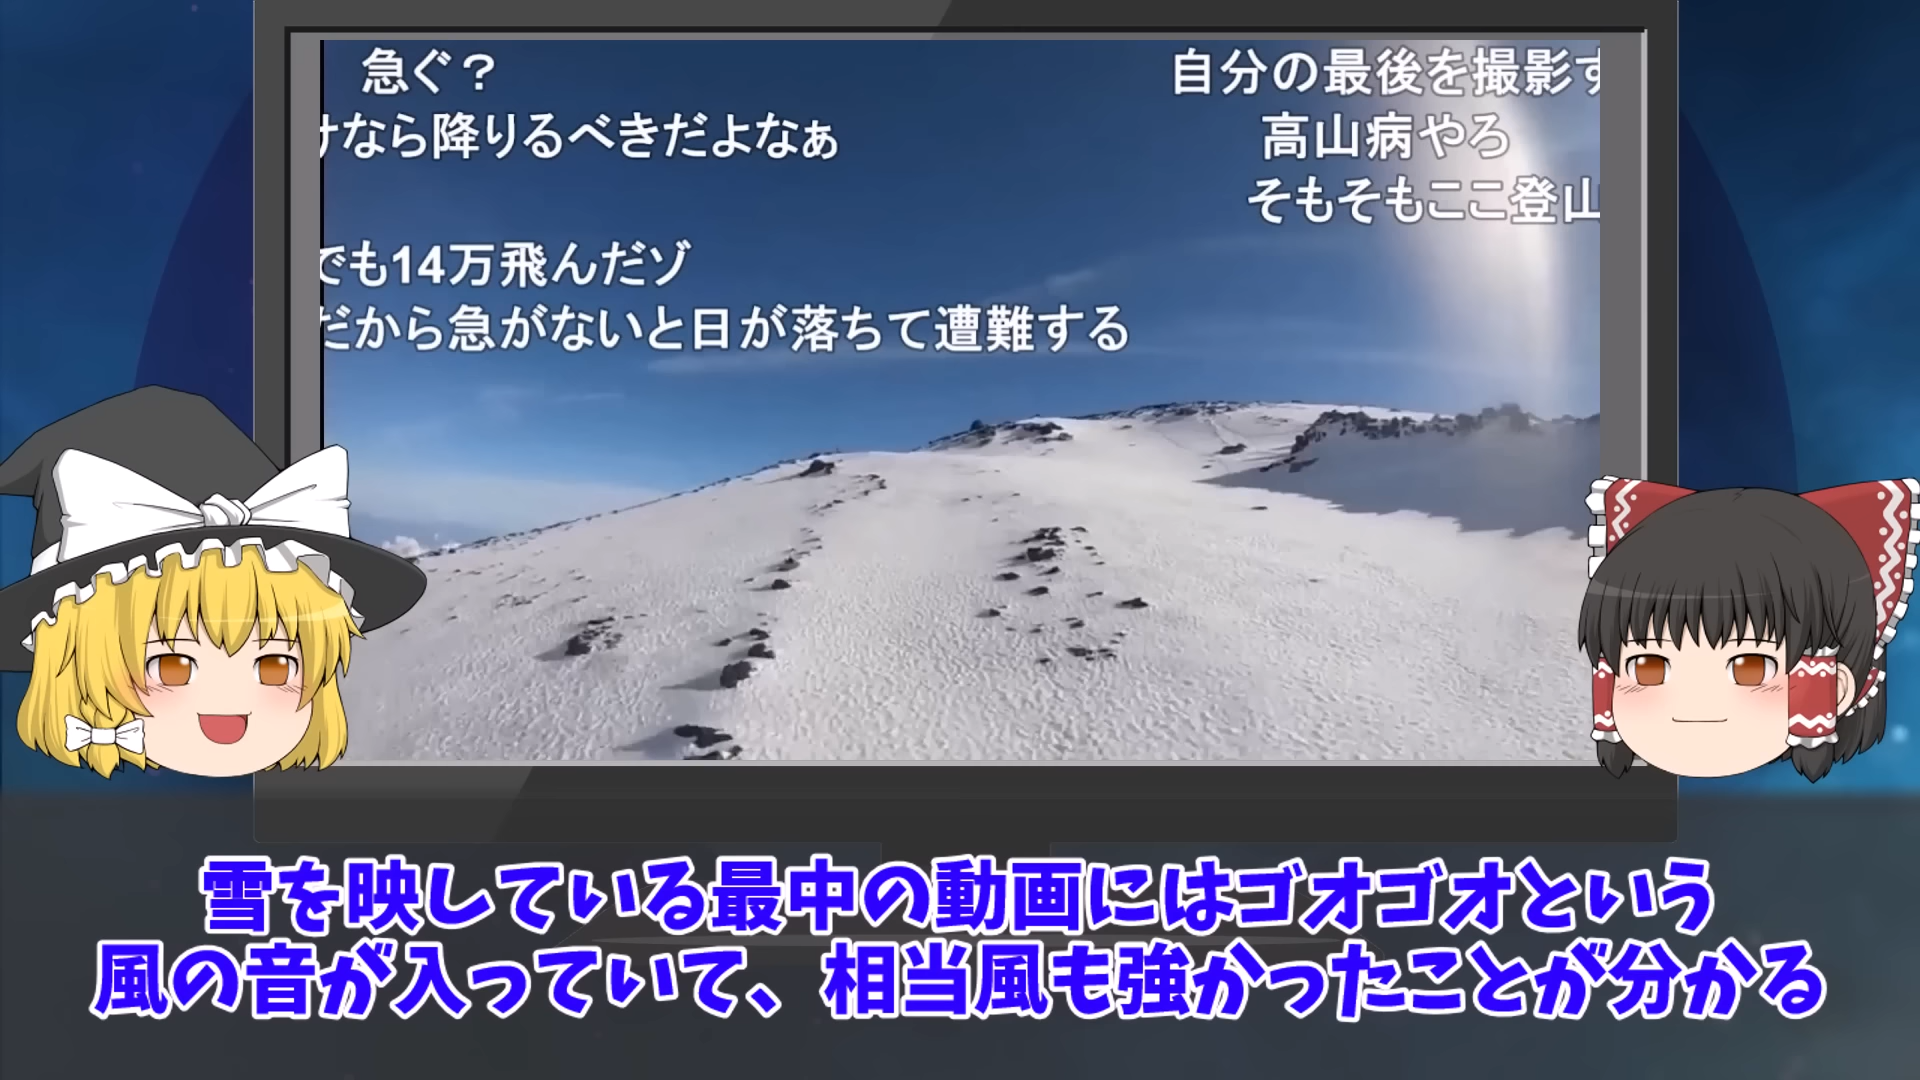 急ぐ？
自分の最後を撮影す
けなら降りるべきだよなぁ
高山病やろ
そもそもここ登山
でも14万飛んだゾ
だから急がないと日が落ちて遭難する
雪を映している最中の動画にはゴオゴオという
風の音が入っていて、相当風も強かったことが分かる